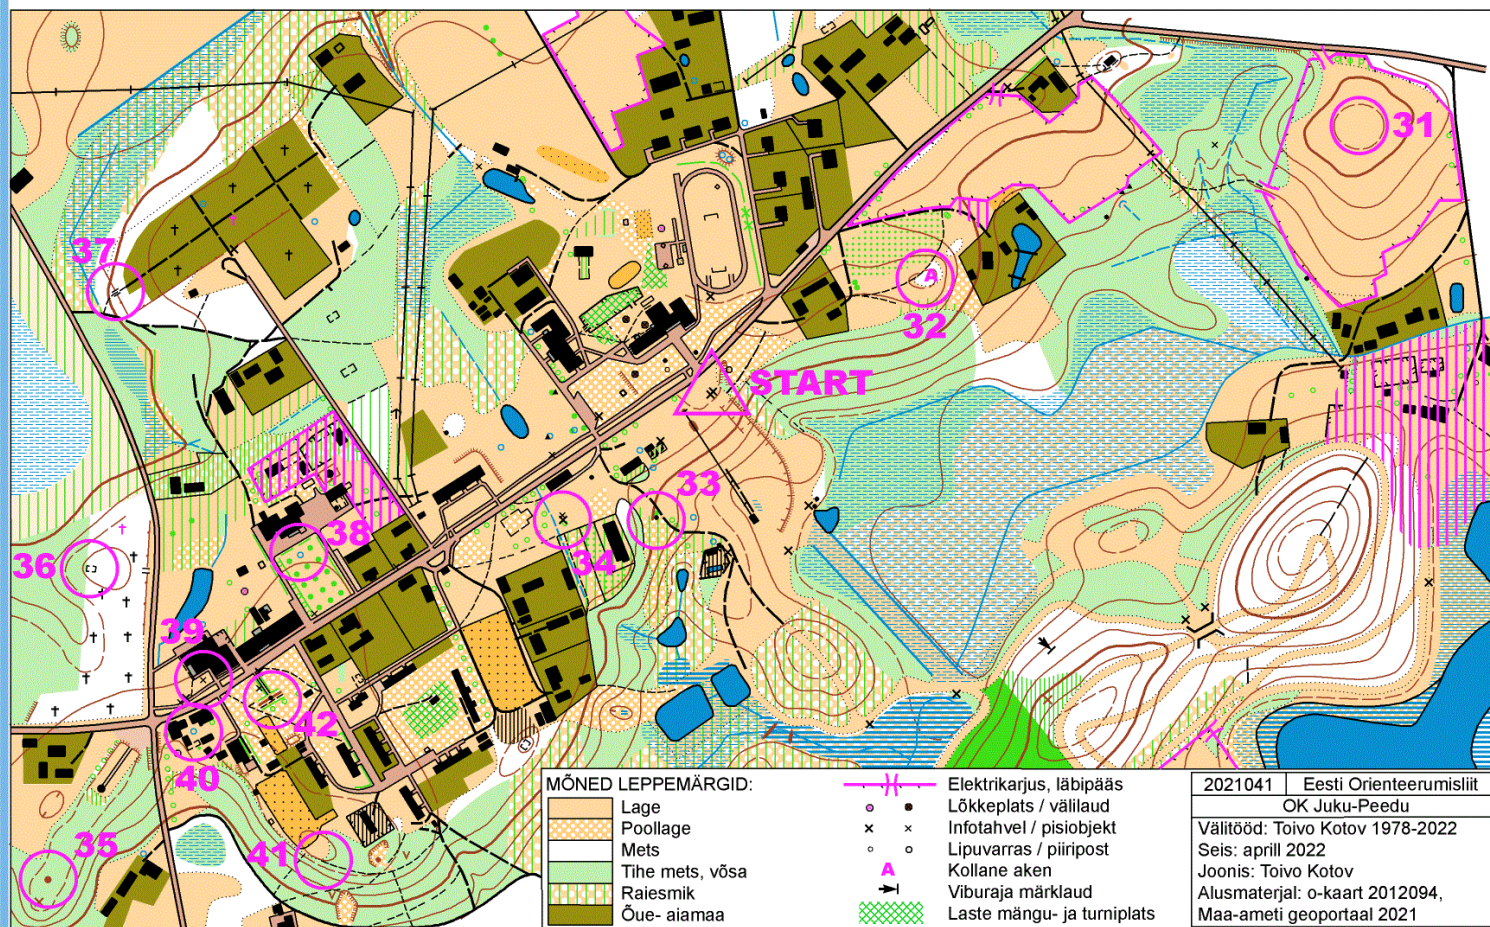 31
37
32
START
33
38
34
36
39
42
40
41
35
A
MÕNED LEPPEMÄRGID:
Lage
Poollage
Mets
Tihe mets, võsa
Raiesmik
Õue- aiamaa
Elektrikarjus, läbipääs
Lõkkeplats / välilaud
Infotahvel / pisiobjekt
Lipuvarras / piiripost
A Kollane aken
Viburaja märklaud
Laste mängu- ja turniplats
2021041 Eesti Orienteerumisliit
OK Juku-Peedu
Välitööd: Toivo Kotov 1978-2022
Seis: aprill 2022
Joonis: Toivo Kotov
Alusmaterjal: o-kaart 2012094,
Maa-ameti geoportaal 2021